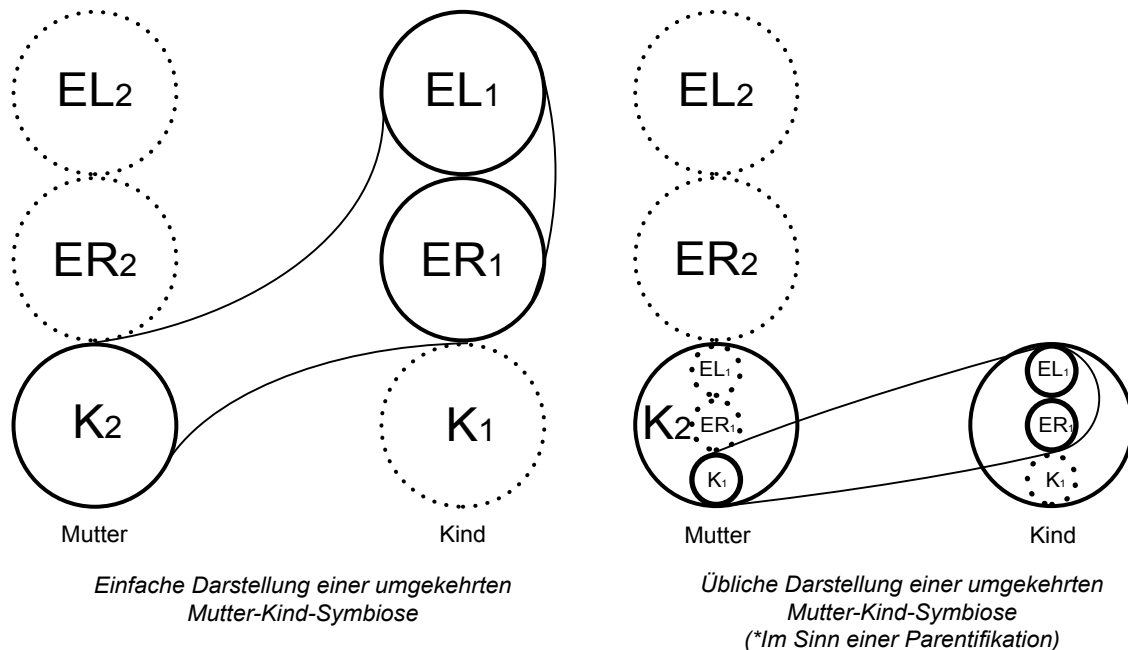 EL2
ER2
K2
Mutter
EL1
ER1
K1
Kind
Einfache Darstellung einer umgekehrten
Mutter-Kind-Symbiose
EL2
ER2
K2
EL1
ER1
K1
Mutter
EL1
ER1
K1
Kind
Übliche Darstellung einer umgekehrten
Mutter-Kind-Symbiose
(*Im Sinn einer Parentifikation)